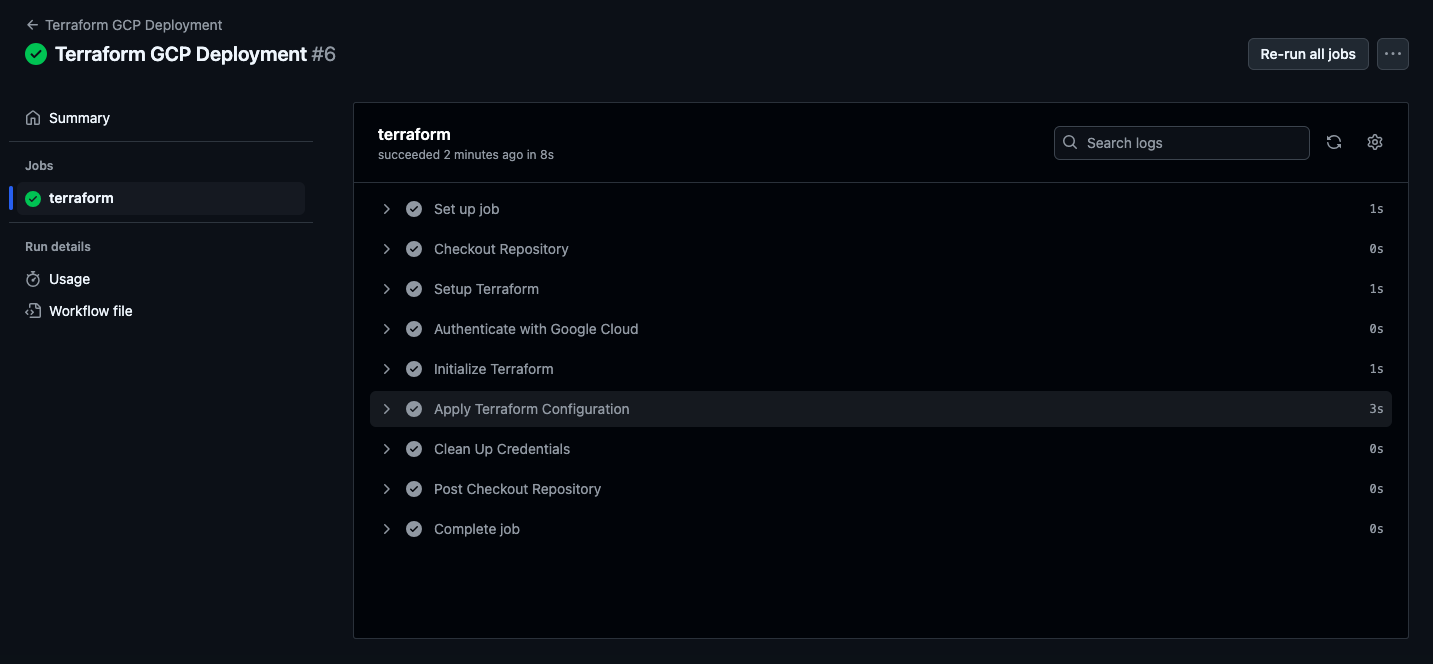 Terraform GCP Deployment
Terraform GCP Deployment #6
Re-run all jobs
Summary
Jobs
terraform
Run details
Usage
Workflow file
terraform
succeeded 2 minutes ago in 8s
Search logs
Set up job 1s
Checkout Repository 0s
Setup Terraform 1s
Authenticate with Google Cloud 0s
Initialize Terraform 1s
Apply Terraform Configuration 3s
Clean Up Credentials 0s
Post Checkout Repository 0s
Complete job 0s